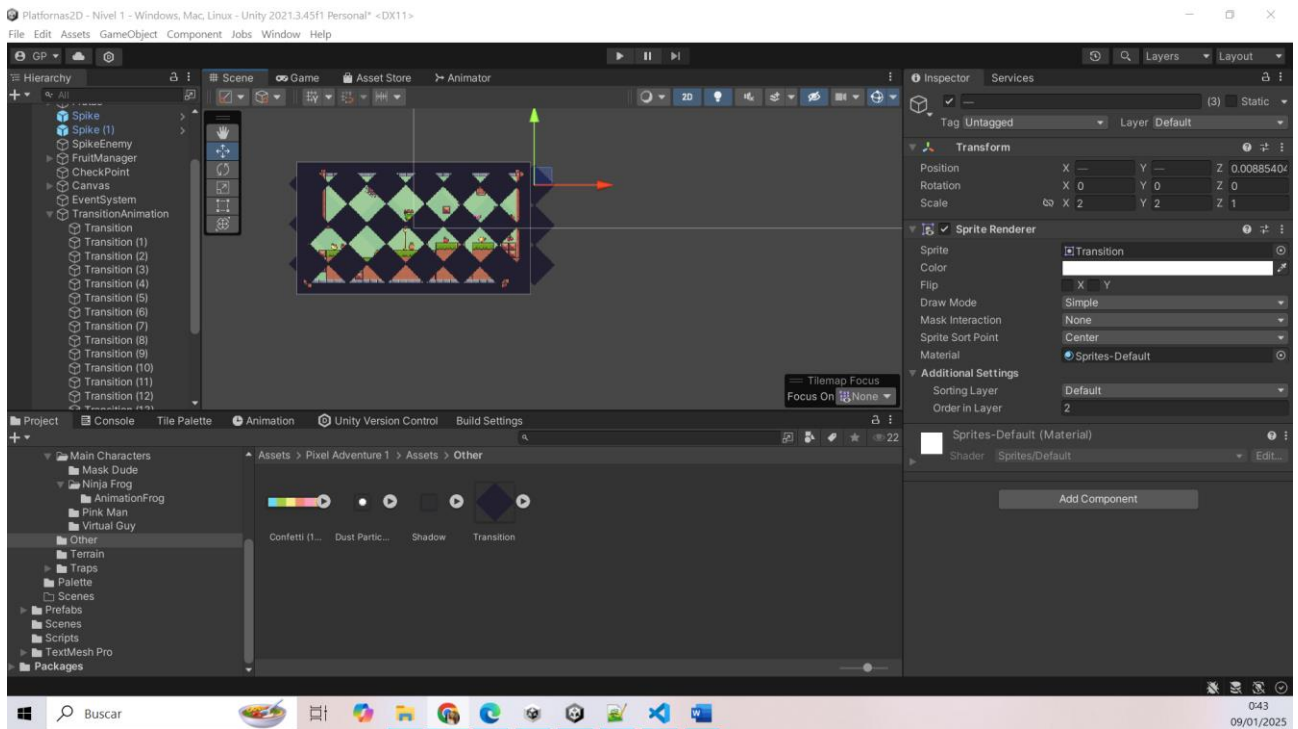 Platfornas2D - Nivel 1 - Windows, Mac, Linux - Unity 2021.3.45f1 Personal* <DX11>
File Edit Assets GameObject Component Jobs Window Help
GP
Layers Layout
Hierarchy
All
Spike
Spike (1)
SpikeEnemy
FruitManager
CheckPoint
Canvas
EventSystem
TransitionAnimation
Transition
Transition (1)
Transition (2)
Transition (3)
Transition (4)
Transition (5)
Transition (6)
Transition (7)
Transition (8)
Transition (9)
Transition (10)
Transition (11)
Transition (12)
Scene Game Asset Store Animator
2D
Tilemap Focus
Focus On None
Inspector Services
— (3) Static
Tag Untagged Layer Default
Transform
Position X — Y — Z 0.00885404
Rotation X 0 Y 0 Z 0
Scale X 2 Y 2 Z 1
Sprite Renderer
Sprite Transition
Color
Flip X Y
Draw Mode Simple
Mask Interaction None
Sprite Sort Point Center
Material Sprites-Default
Additional Settings
Sorting Layer Default
Order in Layer 2
Sprites-Default (Material)
Shader Sprites/Default Edit...
Add Component
Project Console Tile Palette Animation Unity Version Control Build Settings
22
Main Characters
Mask Dude
Ninja Frog
AnimationFrog
Pink Man
Virtual Guy
Other
Terrain
Traps
Palette
Scenes
Prefabs
Scenes
Scripts
TextMesh Pro
Packages
Assets > Pixel Adventure 1 > Assets > Other
Confetti (1... Dust Partic... Shadow Transition
Buscar
0:43
09/01/2025